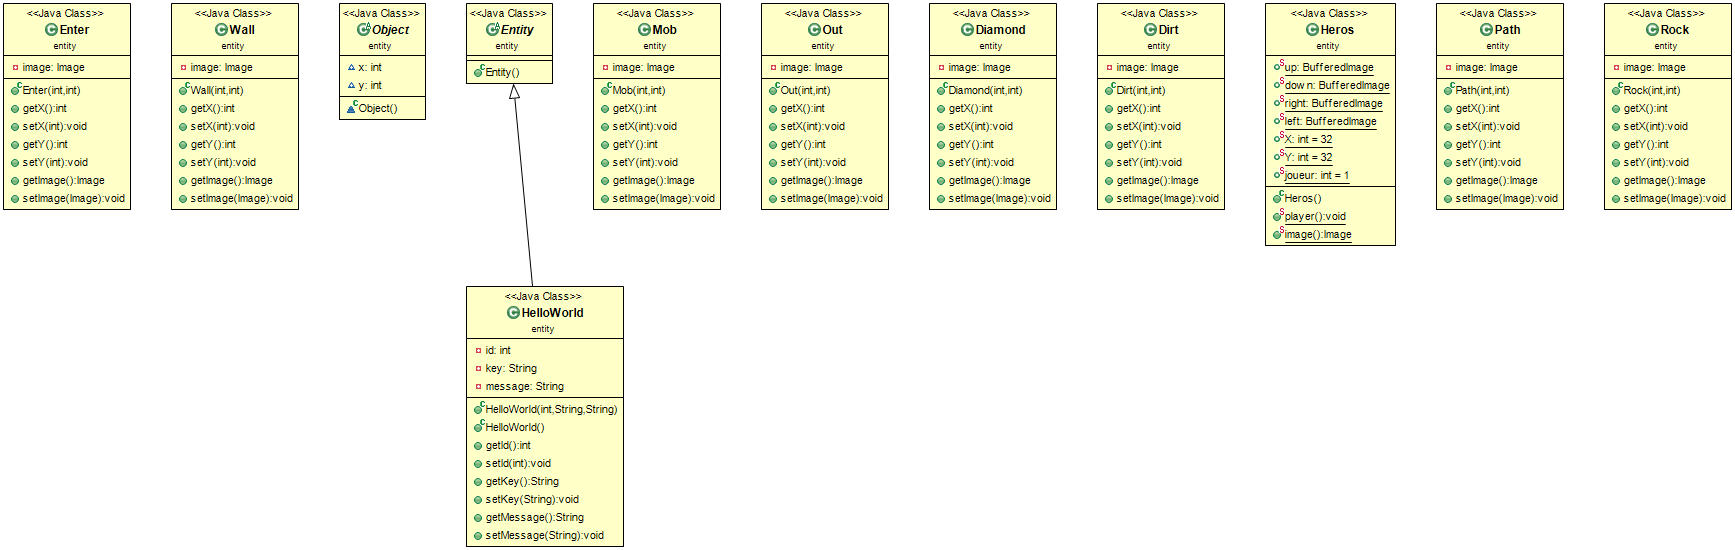 <<Java Class>>
Enter
entity
image: Image
Enter(int,int)
getX():int
setX(int):void
getY():int
setY(int):void
getImage():Image
setImage(Image):void
<<Java Class>>
Wall
entity
image: Image
Wall(int,int)
getX():int
setX(int):void
getY():int
setY(int):void
getImage():Image
setImage(Image):void
<<Java Class>>
Object
entity
x: int
y: int
Object()
<<Java Class>>
Entity
entity
Entity()
<<Java Class>>
Mob
entity
image: Image
Mob(int,int)
getX():int
setX(int):void
getY():int
setY(int):void
getImage():Image
setImage(Image):void
<<Java Class>>
Out
entity
image: Image
Out(int,int)
getX():int
setX(int):void
getY():int
setY(int):void
getImage():Image
setImage(Image):void
<<Java Class>>
Diamond
entity
image: Image
Diamond(int,int)
getX():int
setX(int):void
getY():int
setY(int):void
getImage():Image
setImage(Image):void
<<Java Class>>
Dirt
entity
image: Image
Dirt(int,int)
getX():int
setX(int):void
getY():int
setY(int):void
getImage():Image
setImage(Image):void
<<Java Class>>
Heros
entity
up: BufferedImage
down: BufferedImage
right: BufferedImage
left: BufferedImage
X: int = 32
Y: int = 32
joueur: int = 1
Heros()
player():void
image():Image
<<Java Class>>
Path
entity
image: Image
Path(int,int)
getX():int
setX(int):void
getY():int
setY(int):void
getImage():Image
setImage(Image):void
<<Java Class>>
Rock
entity
image: Image
Rock(int,int)
getX():int
setX(int):void
getY():int
setY(int):void
getImage():Image
setImage(Image):void
<<Java Class>>
HelloWorld
entity
id: int
key: String
message: String
HelloWorld(int,String,String)
HelloWorld()
getId():int
setId(int):void
getKey():String
setKey(String):void
getMessage():String
setMessage(String):void